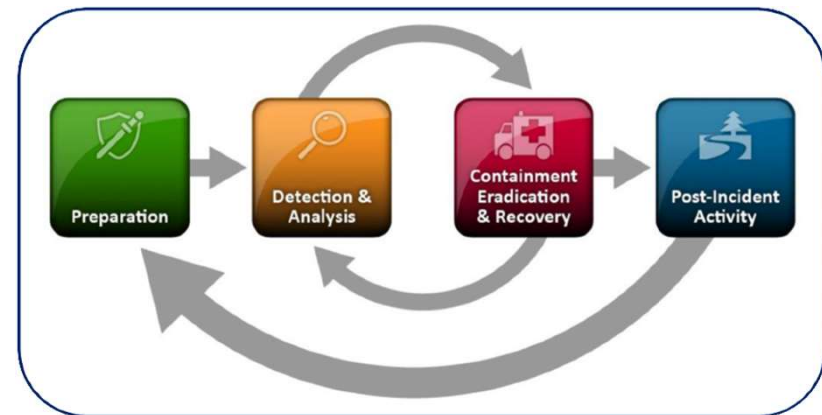 Preparation
Detection &
Analysis
Containment
Eradication
& Recovery
Post-Incident
Activity